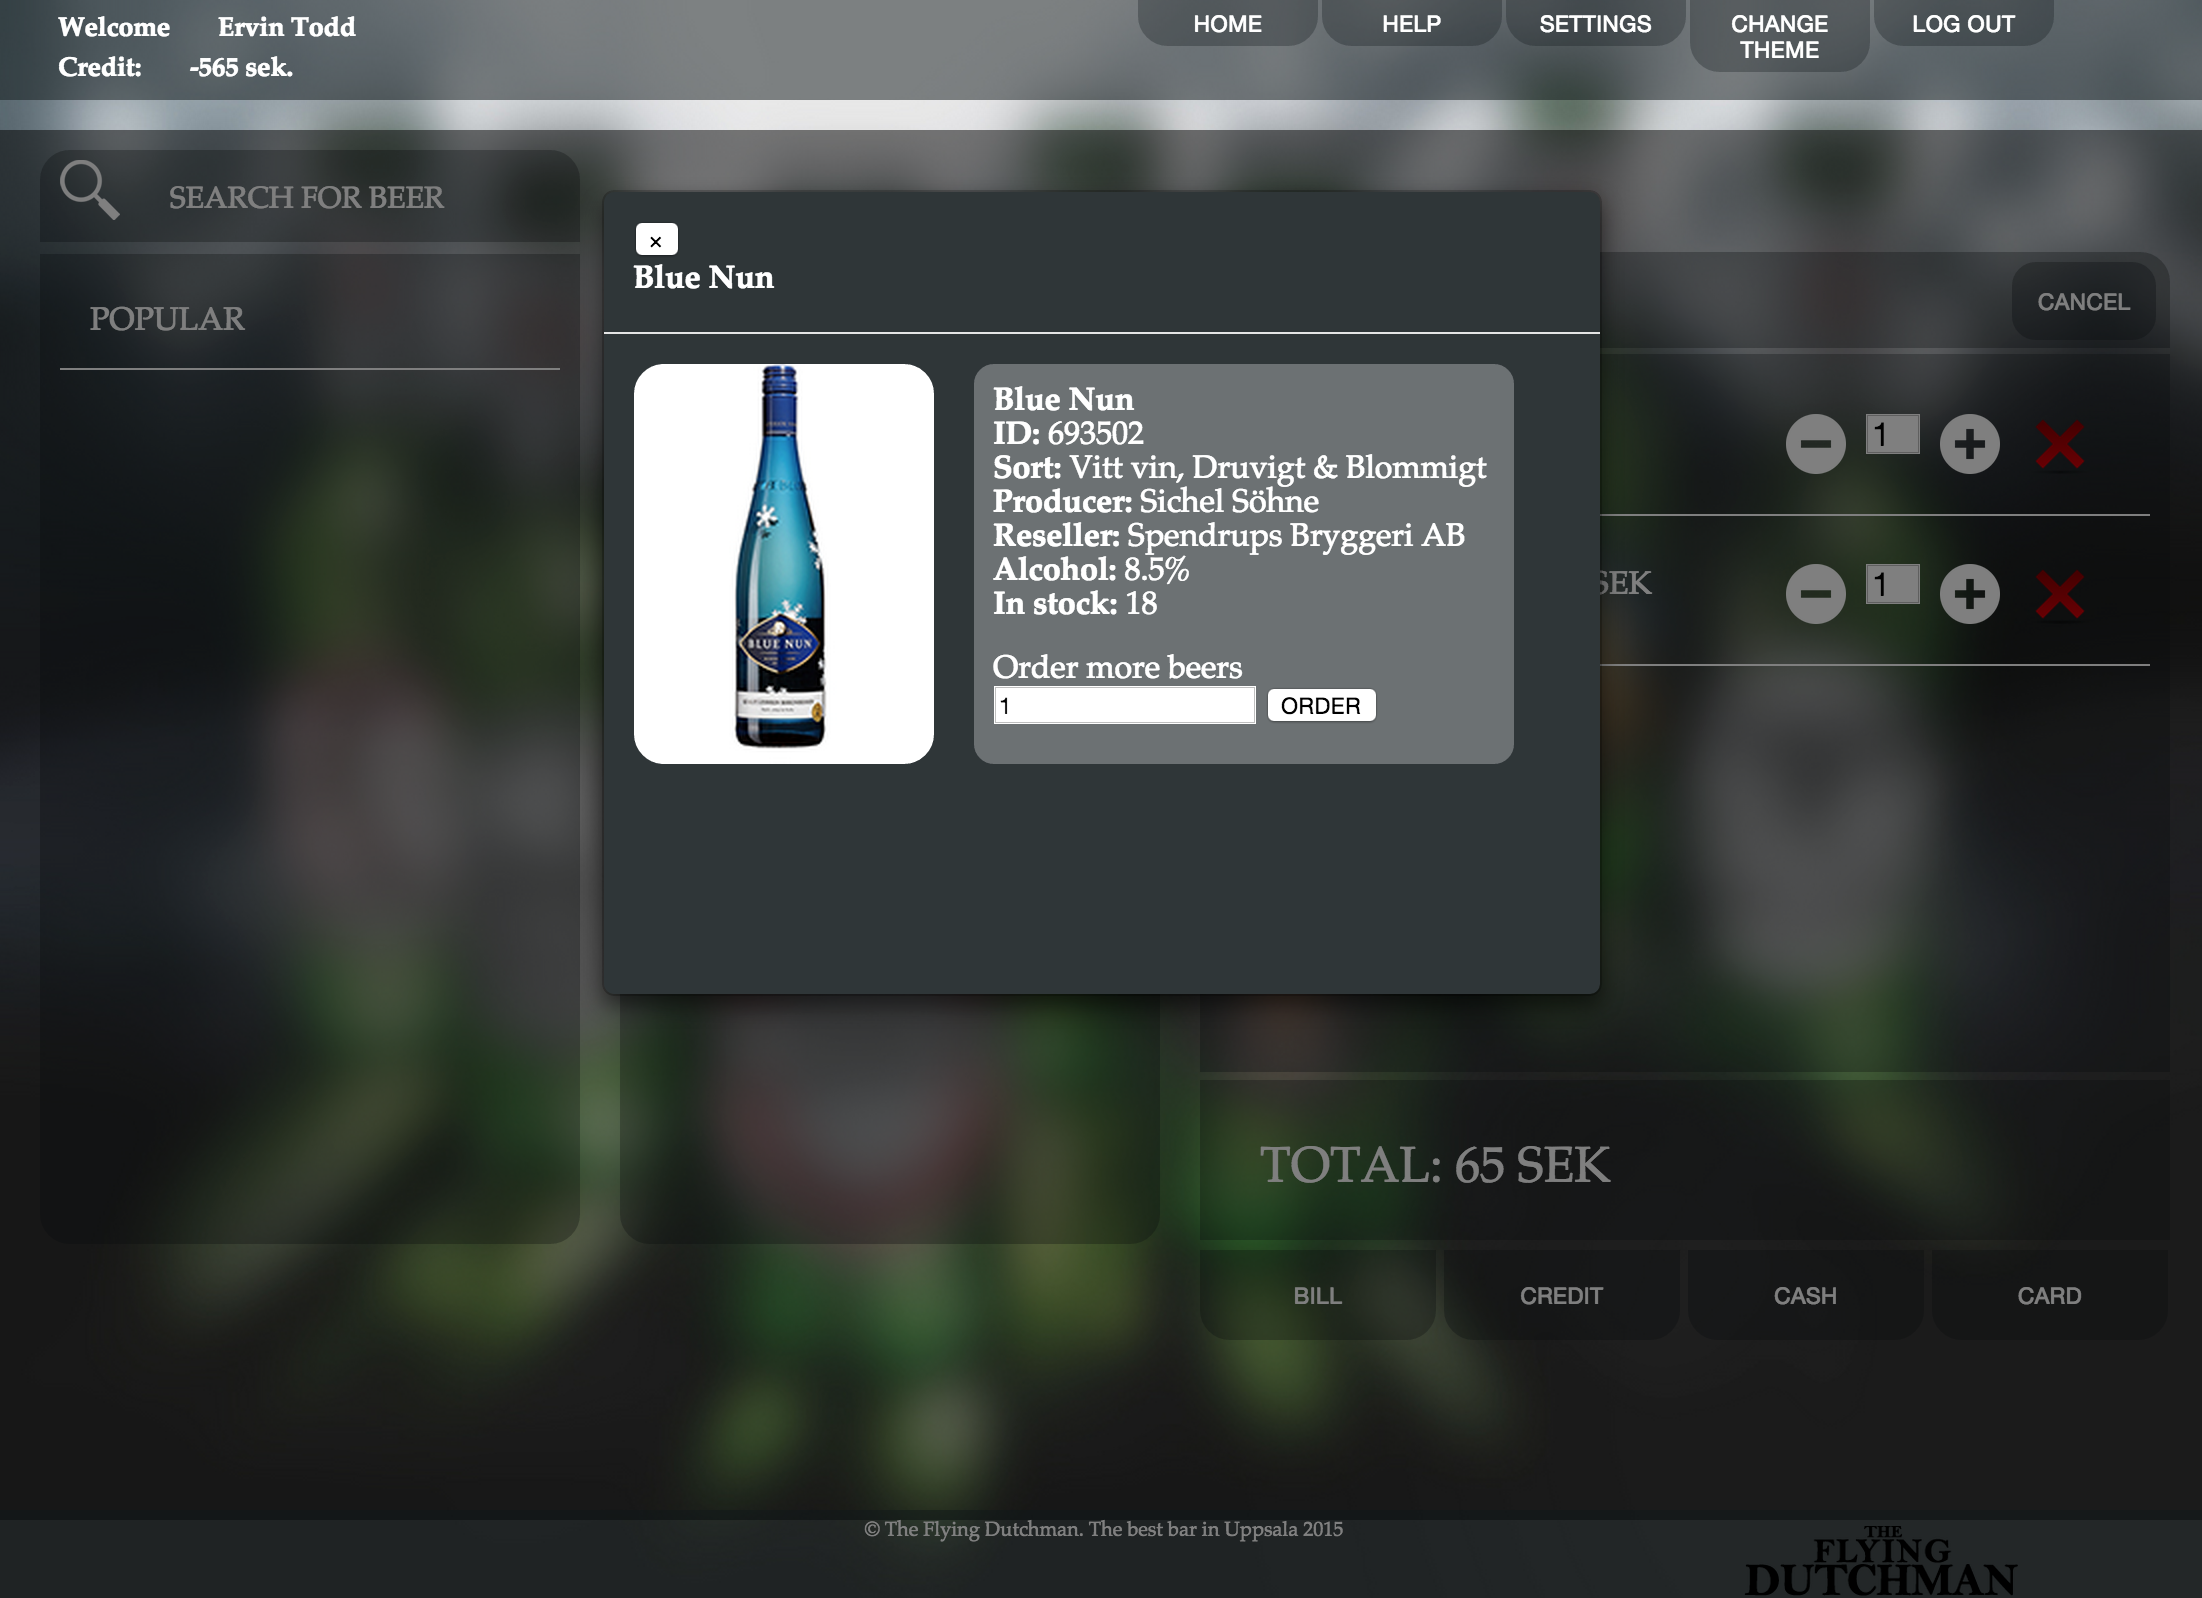 Welcome Ervin Todd
Credit: -565 sek.
HOME
HELP
SETTINGS
CHANGE
THEME
LOG OUT
SEARCH FOR BEER
POPULAR
×
Blue Nun
BLUE NUN
Blue Nun
ID: 693502
Sort: Vitt vin, Druvigt & Blommigt
Producer: Sichel Söhne
Reseller: Spendrups Bryggeri AB
Alcohol: 8.5%
In stock: 18
Order more beers
1 ORDER
CANCEL
1
SEK 1
TOTAL: 65 SEK
BILL
CREDIT
CASH
CARD
© The Flying Dutchman. The best bar in Uppsala 2015
THE
FLYING
DUTCHMAN